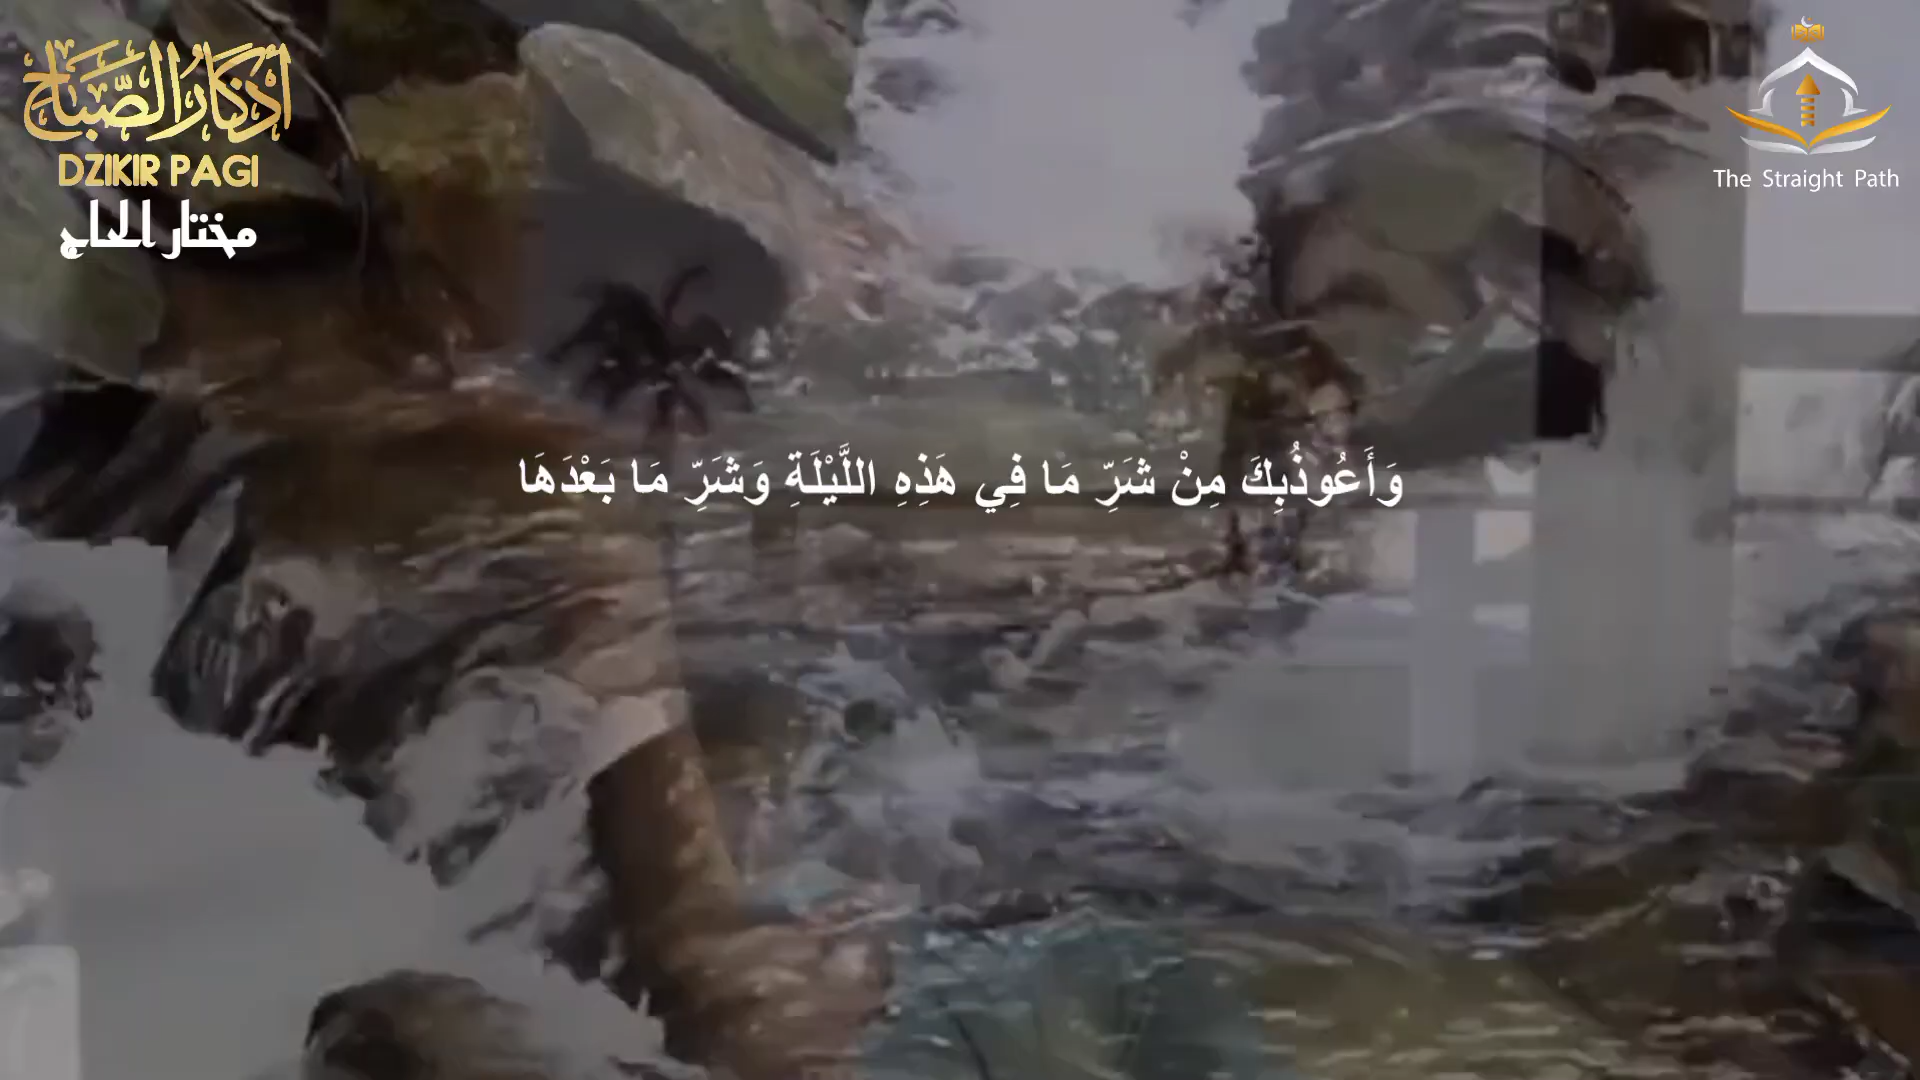 أذكار الصباح
DZIKIR PAGI
مختار الحاج
The Straight Path
وَأَعُوذُبِكَ مِنْ شَرِّ مَا فِي هَذِهِ اللَّيْلَةِ وَشَرِّ مَا بَعْدَهَا